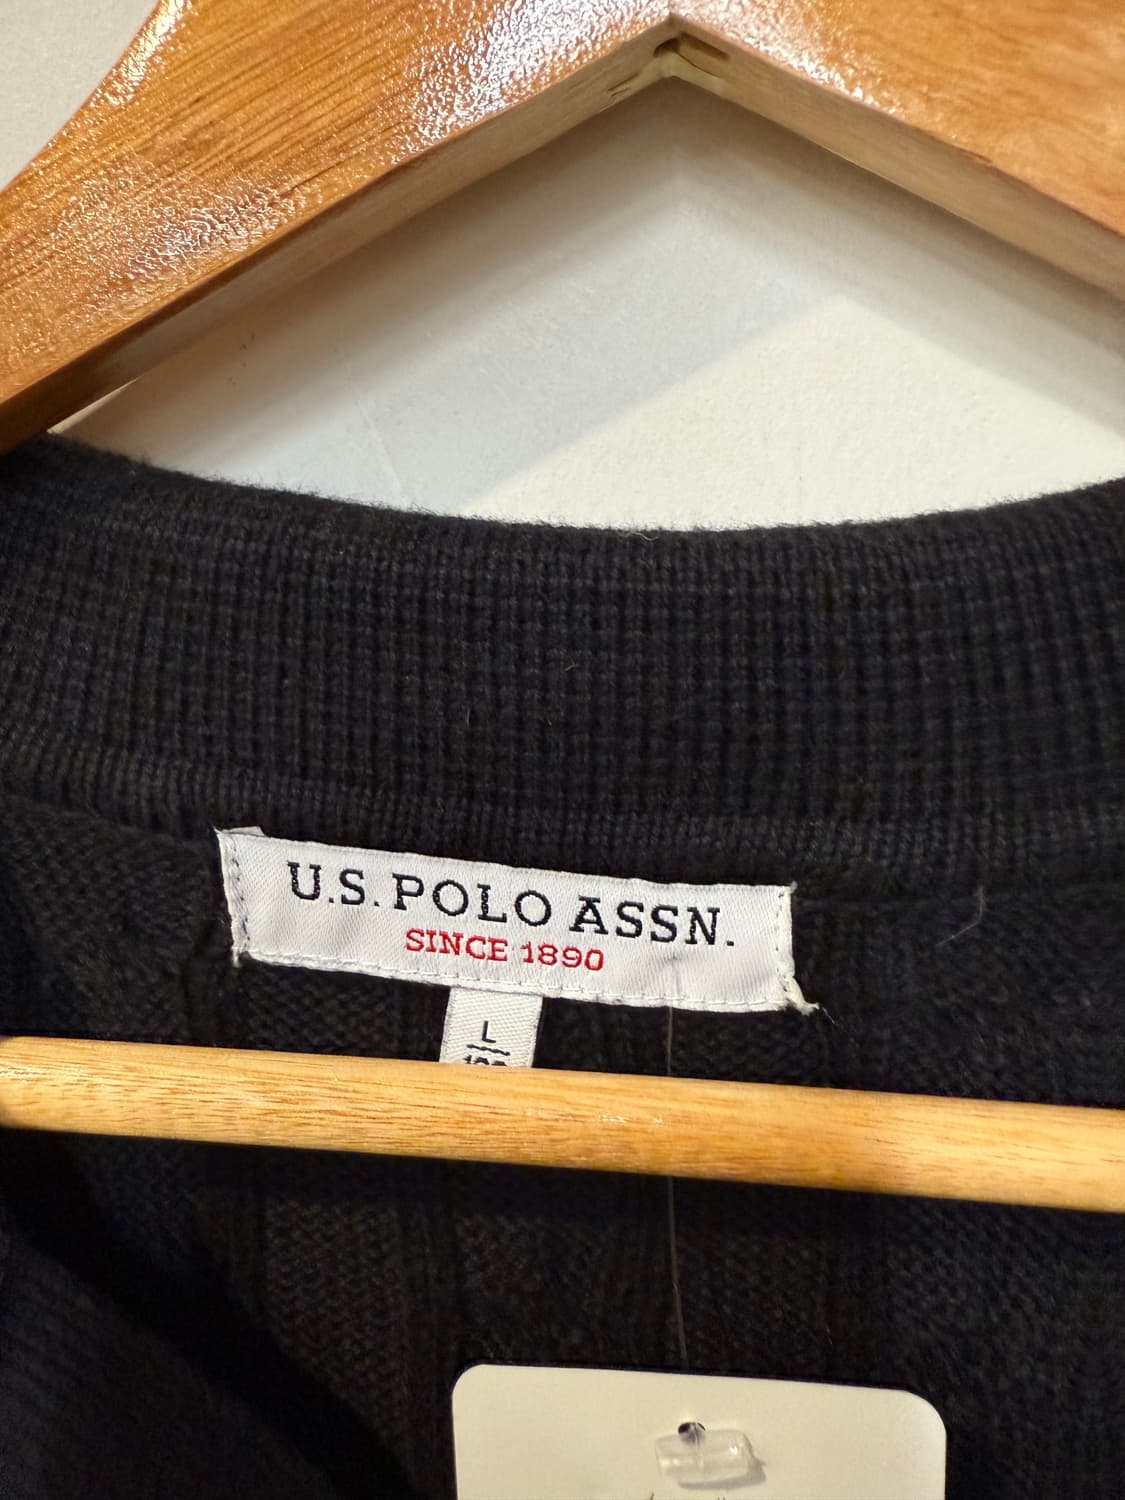 U.S. POLO ASSN.
SINCE 1890
L